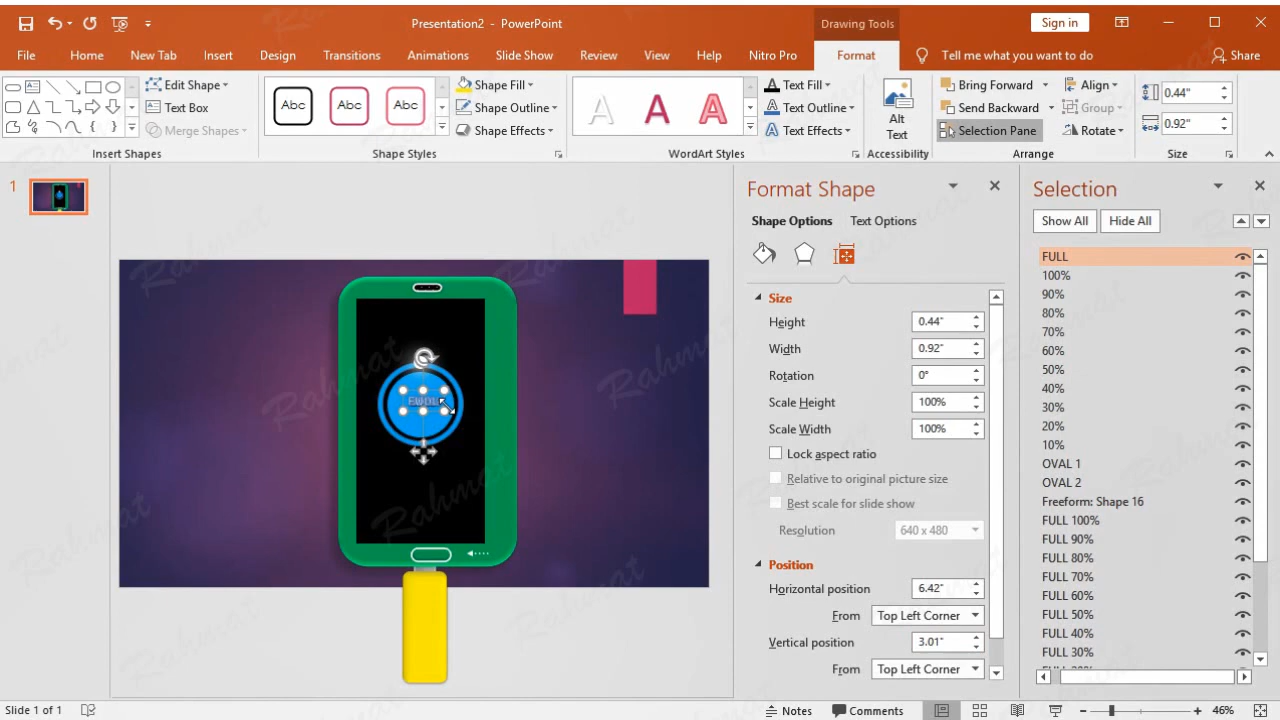 Presentation2 - PowerPoint
Drawing Tools
Sign in
File Home New Tab Insert Design Transitions Animations Slide Show Review View Help Nitro Pro Format Tell me what you want to do Share
Edit Shape
Text Box
Merge Shapes
Insert Shapes
Abc Abc Abc
Shape Fill
Shape Outline
Shape Effects
Shape Styles
A A A
Text Fill
Text Outline
Text Effects
WordArt Styles
Alt
Text
Accessibility
Bring Forward
Send Backward
Selection Pane
Align
Group
Rotate
Arrange
0.44"
0.92"
Size
1
Format Shape
Shape Options Text Options
Size
Height 0.44"
Width 0.92"
Rotation 0°
Scale Height 100%
Scale Width 100%
Lock aspect ratio
Relative to original picture size
Best scale for slide show
Resolution 640 x 480
Position
Horizontal position 6.42"
From Top Left Corner
Vertical position 3.01"
From Top Left Corner
Selection
Show All Hide All
FULL
100%
90%
80%
70%
60%
50%
40%
30%
20%
10%
OVAL 1
OVAL 2
Freeform: Shape 16
FULL 100%
FULL 90%
FULL 80%
FULL 70%
FULL 60%
FULL 50%
FULL 40%
FULL 30%
Slide 1 of 1
Notes Comments 46%
Rahmat